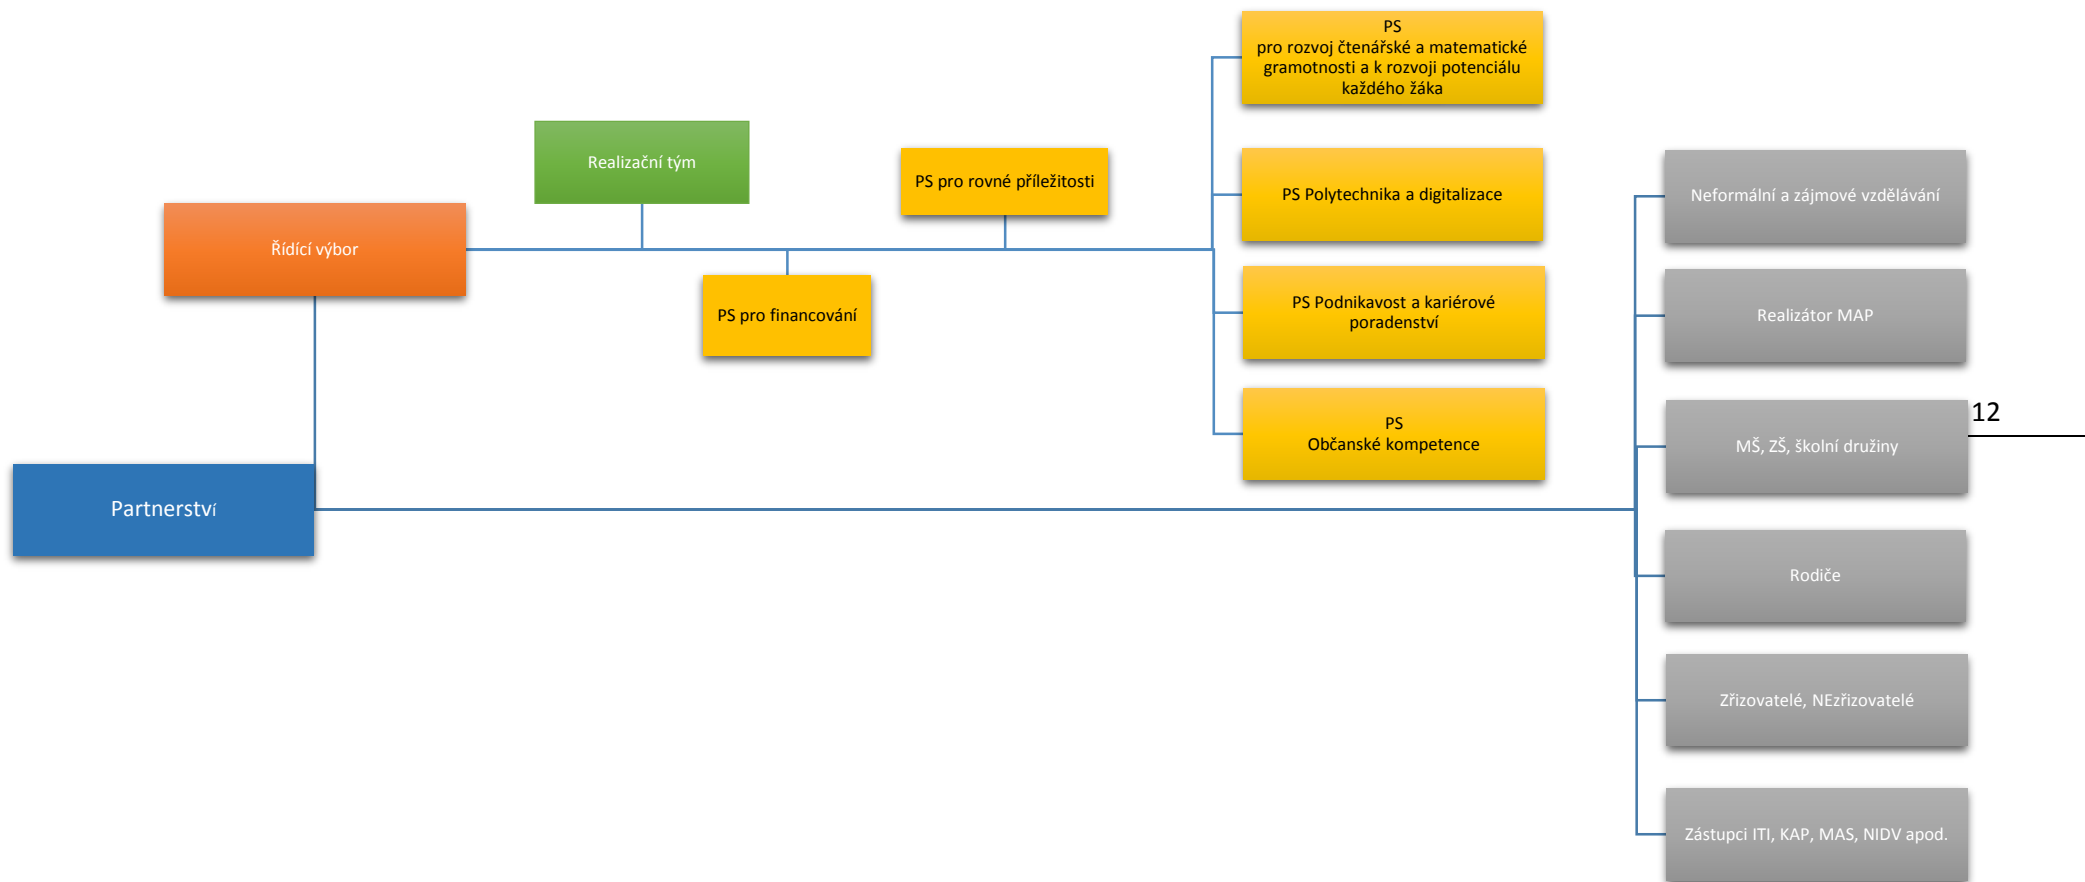 PS
pro rozvoj čtenářské a matematické
gramotnosti a k rozvoji potenciálu
každého žáka
Realizační tým
PS pro rovné příležitosti
PS Polytechnika a digitalizace
Neformální a zájmové vzdělávání
Řídící výbor
PS pro financování
PS Podnikavost a kariérové
poradenství
Realizátor MAP
12
PS
Občanské kompetence
MŠ, ZŠ, školní družiny
Partnerství
Rodiče
Zřizovatelé, NEzřizovatelé
Zástupci ITI, KAP, MAS, NIDV apod.